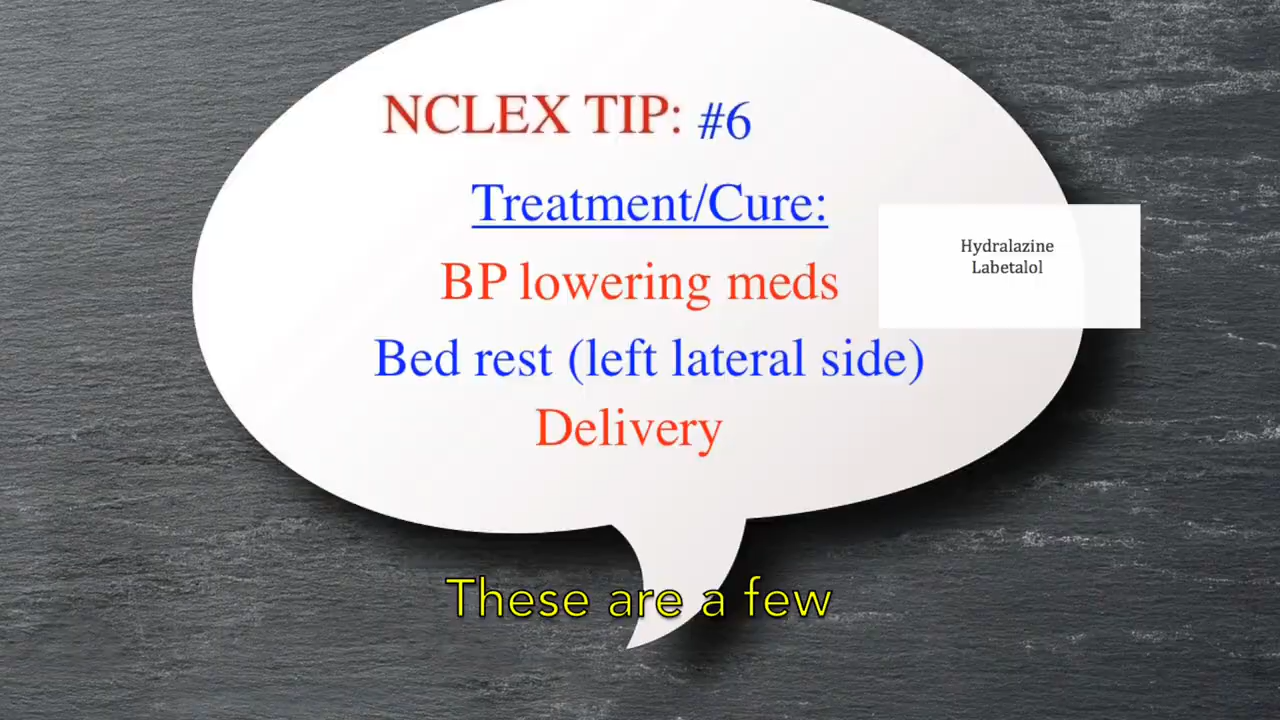 NCLEX TIP: #6
Treatment/Cure:
BP lowering meds
Hydralazine
Labetalol
Bed rest (left lateral side)
Delivery
These are a few